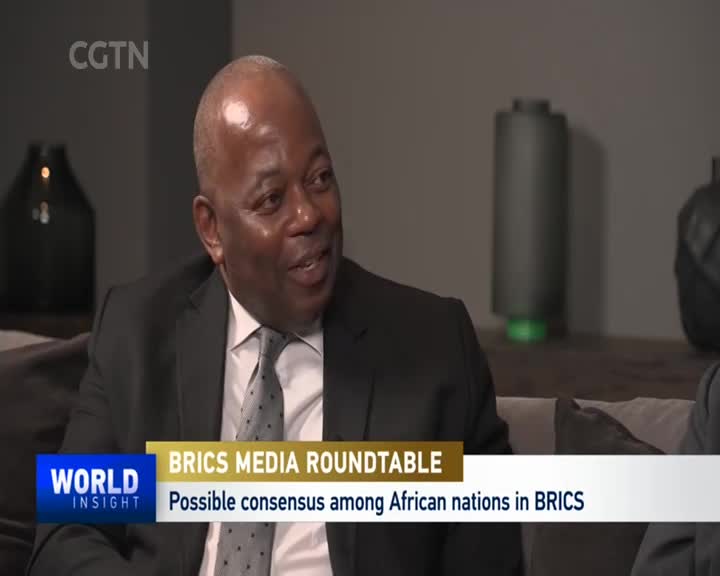 CGTN
BRICS MEDIA ROUNDTABLE
WORLD
INSIGHT
Possible consensus among African nations in BRICS